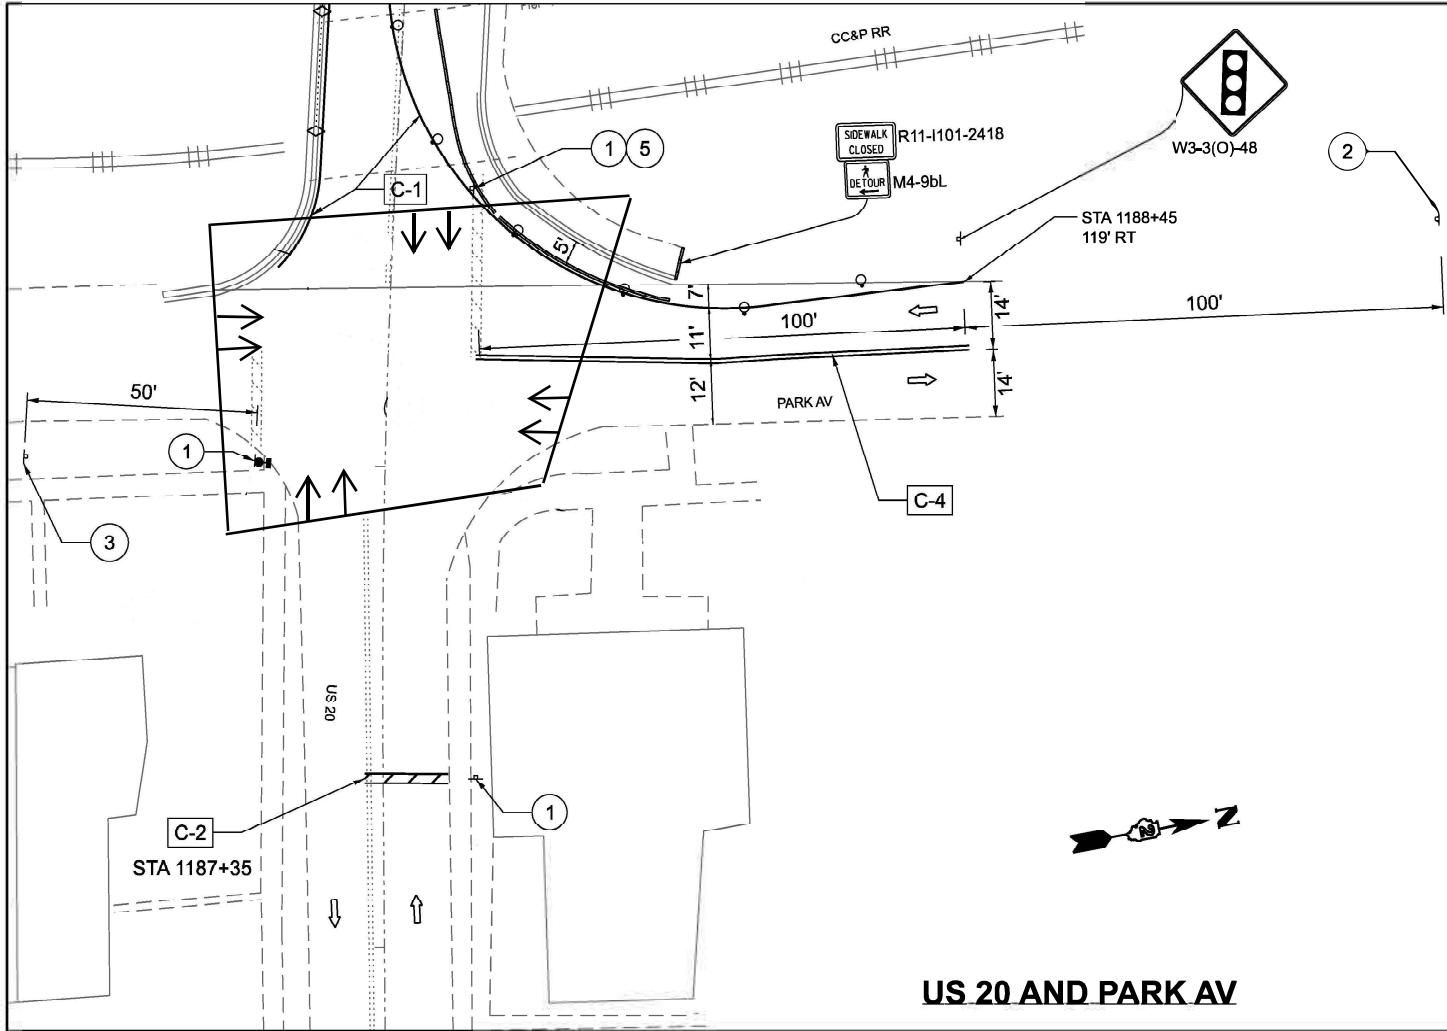 CC&P RR
W3-3(O)-48
SIDEWALK
CLOSED
R11-I101-2418
DETOUR
M4-9bL
1 5
2
C-1
STA 1188+45
119' RT
5'
7'
14'
100'
100'
11'
50'
12'
14'
PARK AV
1
C-4
3
US 20
1
C-2
STA 1187+35
N
US 20 AND PARK AV